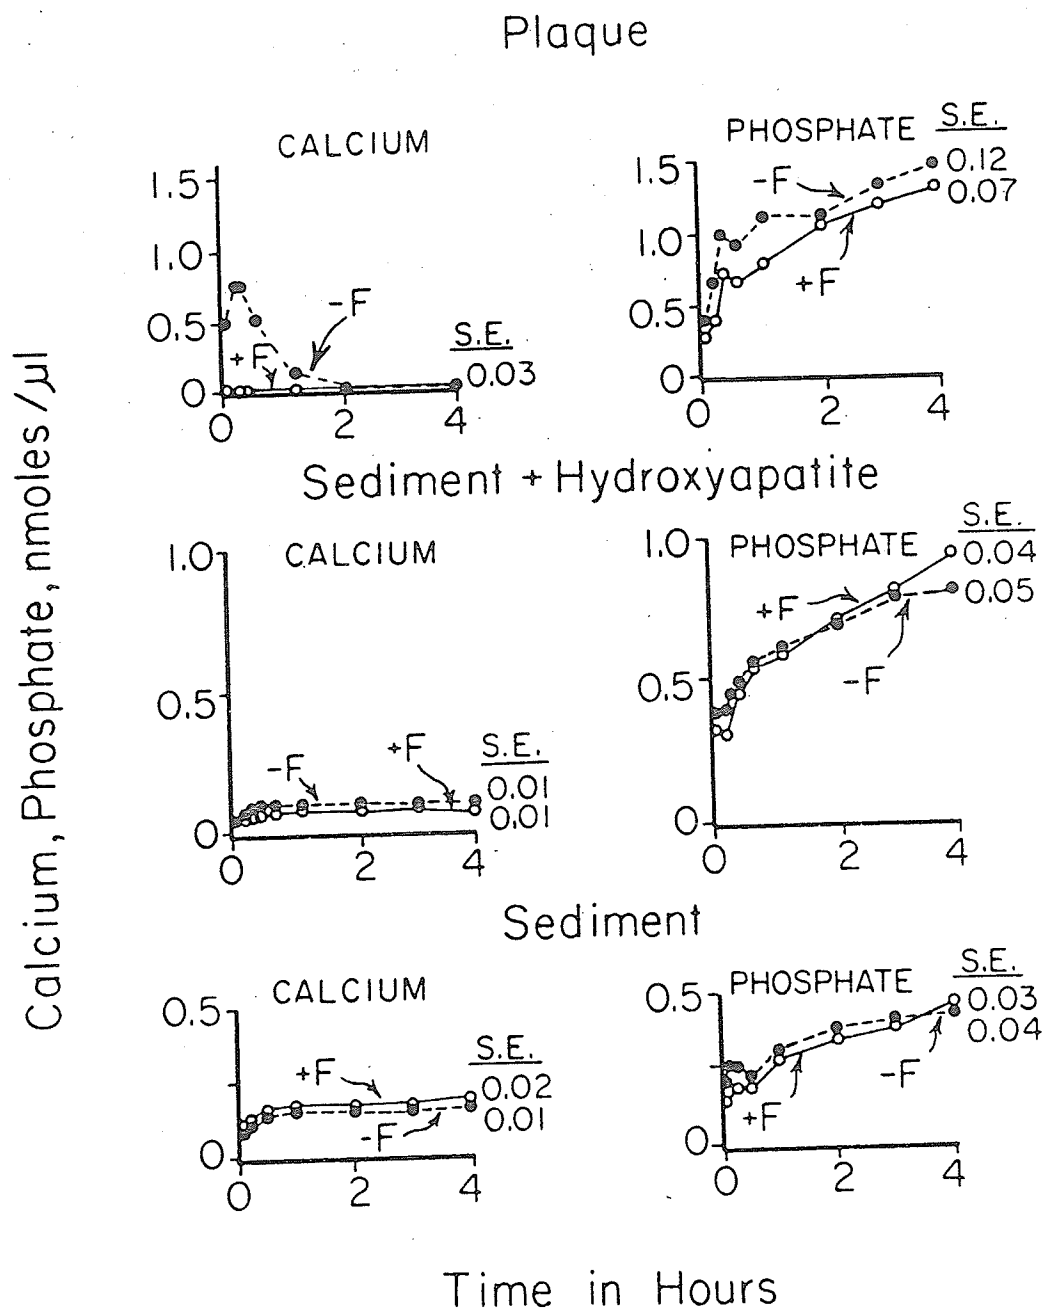 Plaque
CALCIUM
1.5
1.0
0.5
0
-F
+F
S.E.
0.03
0 2 4
PHOSPHATE
S.E.
1.5
1.0
0.5
0
-F
+F
0.12
0.07
0 2 4
Sediment + Hydroxyapatite
CALCIUM
1.0
0.5
0
-F
+F
S.E.
0.01
0.01
0 2 4
PHOSPHATE
S.E.
1.0
0.5
0
+F
-F
0.04
0.05
0 2 4
Sediment
CALCIUM
0.5
0
+F
-F
S.E.
0.02
0.01
0 2 4
PHOSPHATE
S.E.
0.5
0
+F
-F
0.03
0.04
0 2 4
Calcium, Phosphate, nmoles/µl
Time in Hours